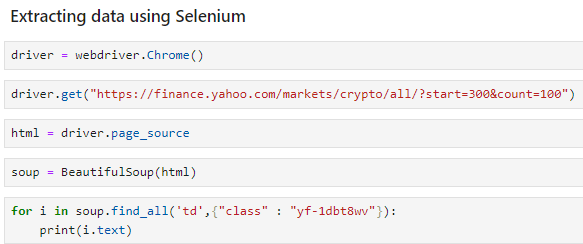 Extracting data using Selenium
driver = webdriver.Chrome()
driver.get("https://finance.yahoo.com/markets/crypto/all/?start=300&count=100")
html = driver.page_source
soup = BeautifulSoup(html)
for i in soup.find_all('td',{"class" : "yf-1dbt8wv"}):
    print(i.text)